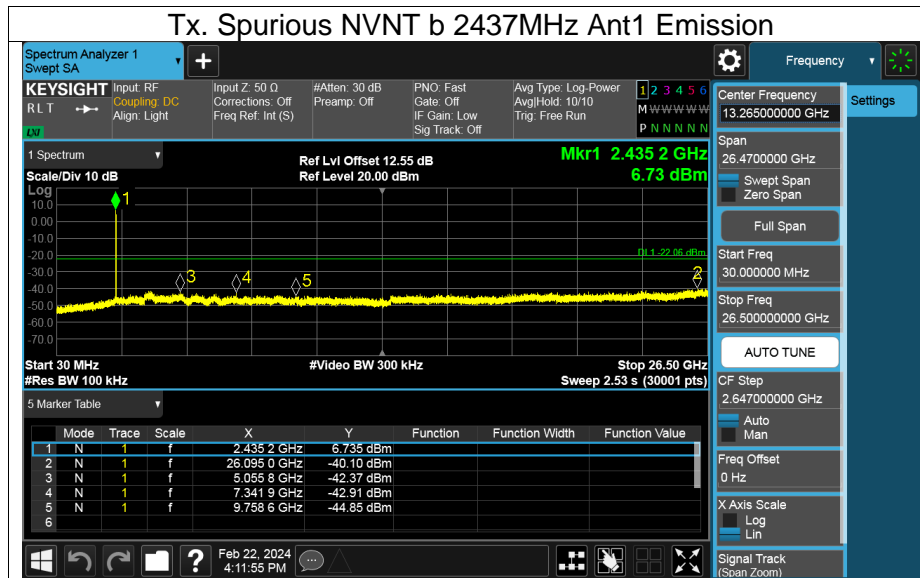 Tx. Spurious NVNT b 2437MHz Ant1 Emission
Spectrum Analyzer 1
Swept SA
+
Frequency
KEYSIGHT
R L T
LXI
Input: RF
Coupling: DC
Align: Light
Input Z: 50 Ω
Corrections: Off
Freq Ref: Int (S)
#Atten: 30 dB
Preamp: Off
PNO: Fast
Gate: Off
IF Gain: Low
Sig Track: Off
Avg Type: Log-Power
Avg|Hold: 10/10
Trig: Free Run
1 2 3 4 5 6
M W W W W W
P N N N N N
1 Spectrum
Scale/Div 10 dB
Ref Lvl Offset 12.55 dB
Ref Level 20.00 dBm
Mkr1 2.435 2 GHz
6.73 dBm
Log
10.0
0.00
-10.0
-20.0
-30.0
-40.0
-50.0
-60.0
-70.0
1
3
4
5
2
DL1 -22.06 dBm
Start 30 MHz
#Res BW 100 kHz
#Video BW 300 kHz
Stop 26.50 GHz
Sweep 2.53 s (30001 pts)
5 Marker Table
Mode Trace Scale X Y Function Function Width Function Value
1 N 1 f 2.435 2 GHz 6.735 dBm
2 N 1 f 26.095 0 GHz -40.10 dBm
3 N 1 f 5.055 8 GHz -42.37 dBm
4 N 1 f 7.341 9 GHz -42.91 dBm
5 N 1 f 9.758 6 GHz -44.85 dBm
6
?
Feb 22, 2024
4:11:55 PM
Center Frequency
13.265000000 GHz
Span
26.4700000 GHz
Swept Span
Zero Span
Full Span
Start Freq
30.000000 MHz
Stop Freq
26.500000000 GHz
AUTO TUNE
CF Step
2.647000000 GHz
Auto
Man
Freq Offset
0 Hz
X Axis Scale
Log
Lin
Signal Track
(Span Zoom)
Settings